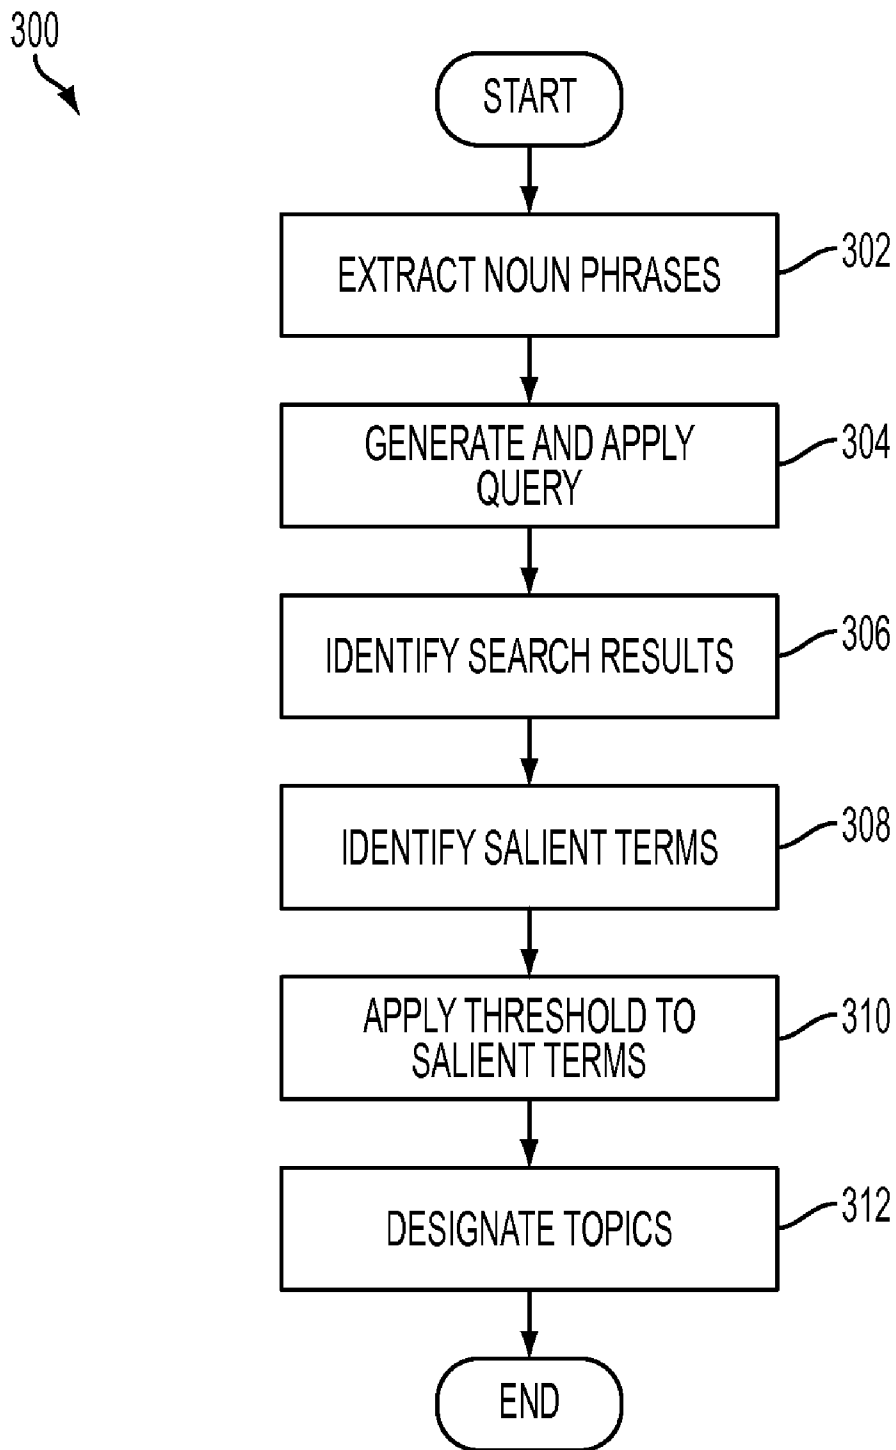 300
START
EXTRACT NOUN PHRASES
302
GENERATE AND APPLY
QUERY
304
IDENTIFY SEARCH RESULTS
306
IDENTIFY SALIENT TERMS
308
APPLY THRESHOLD TO
SALIENT TERMS
310
DESIGNATE TOPICS
312
END